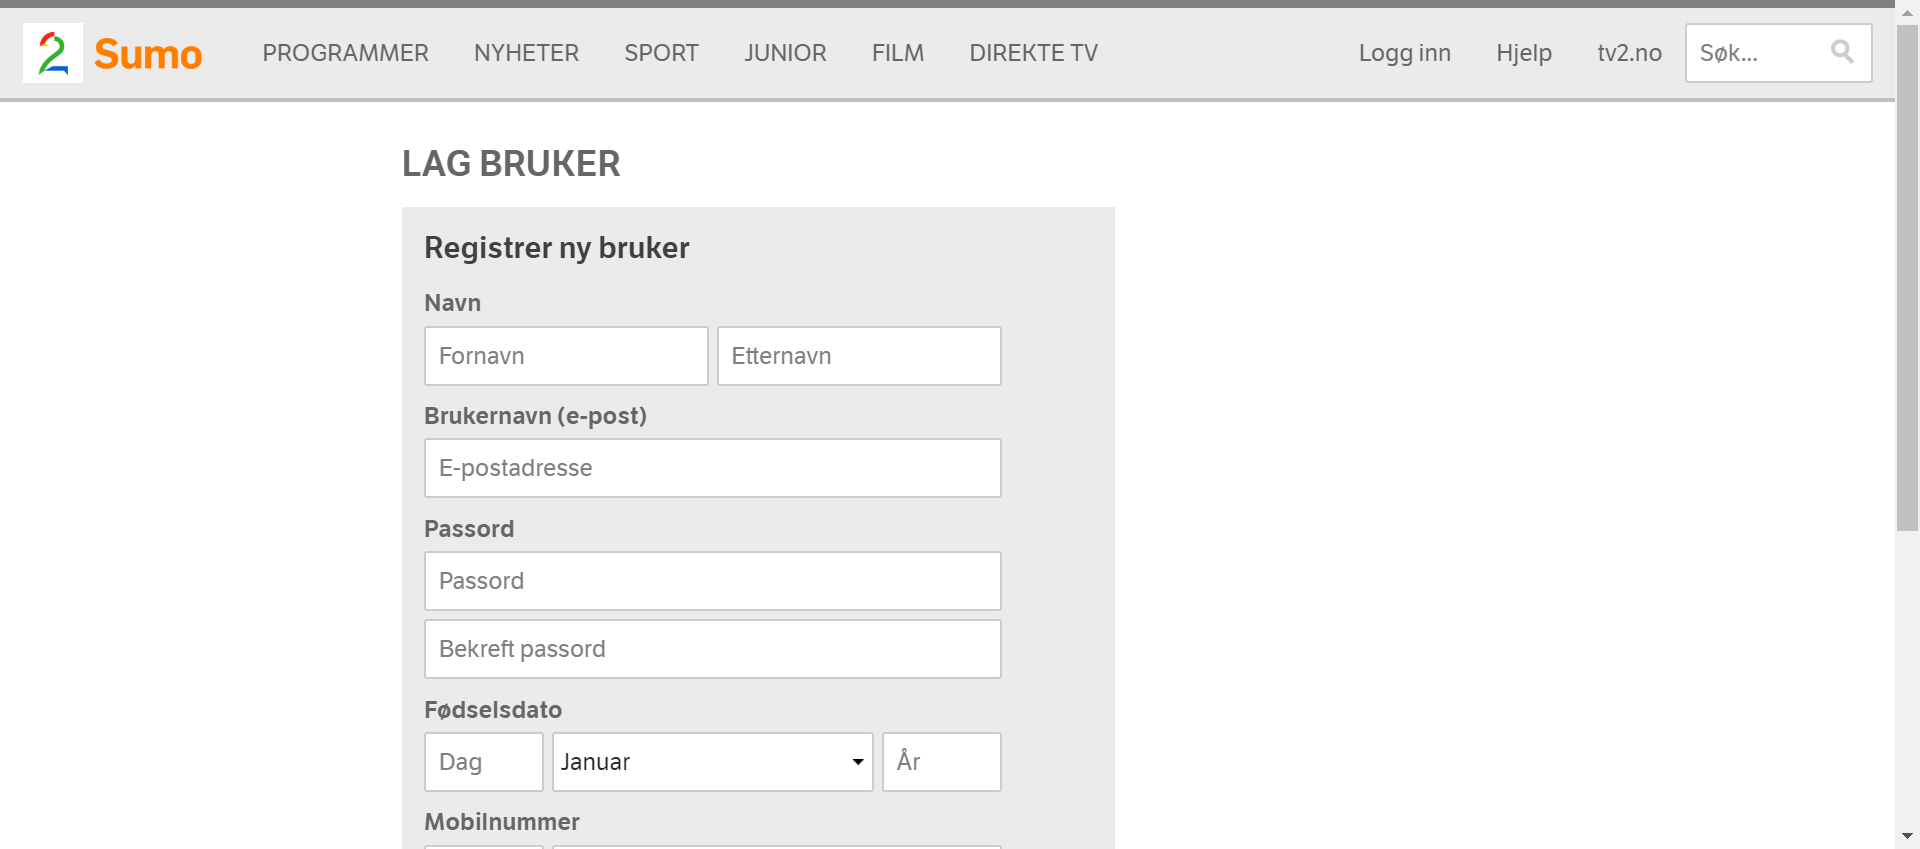 2 Sumo PROGRAMMER NYHETER SPORT JUNIOR FILM DIREKTE TV Logg inn Hjelp tv2.no Søk...
LAG BRUKER
Registrer ny bruker
Navn
Fornavn Etternavn
Brukernavn (e-post)
E-postadresse
Passord
Passord
Bekreft passord
Fødselsdato
Dag Januar År
Mobilnummer